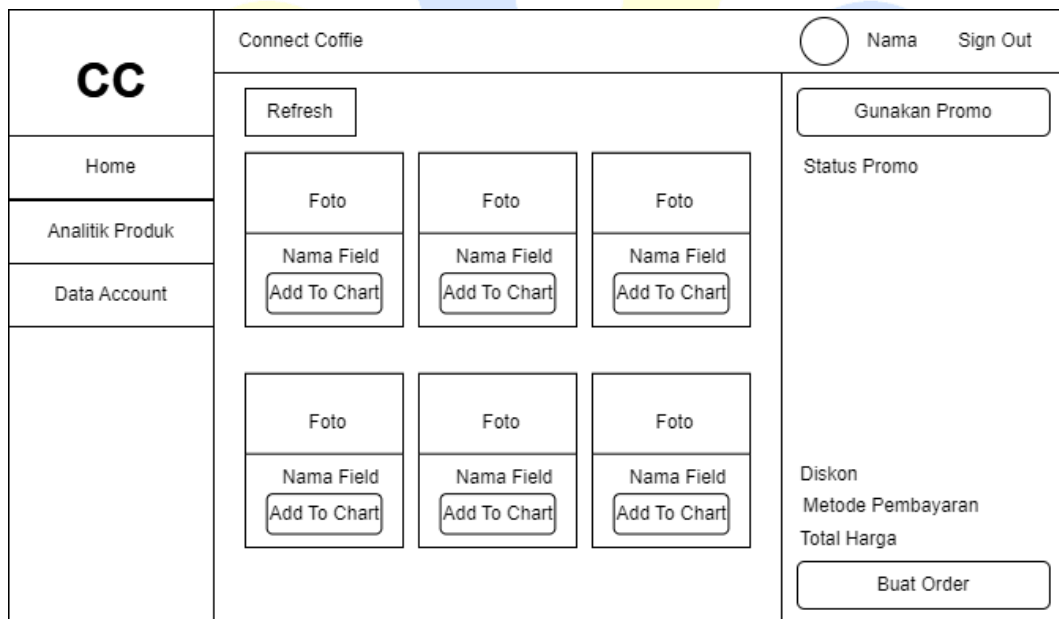 CC
Home
Analitik Produk
Data Account
Connect Coffie
Nama
Sign Out
Refresh
Foto
Nama Field
Add To Chart
Foto
Nama Field
Add To Chart
Foto
Nama Field
Add To Chart
Foto
Nama Field
Add To Chart
Foto
Nama Field
Add To Chart
Foto
Nama Field
Add To Chart
Gunakan Promo
Status Promo
Diskon
Metode Pembayaran
Total Harga
Buat Order